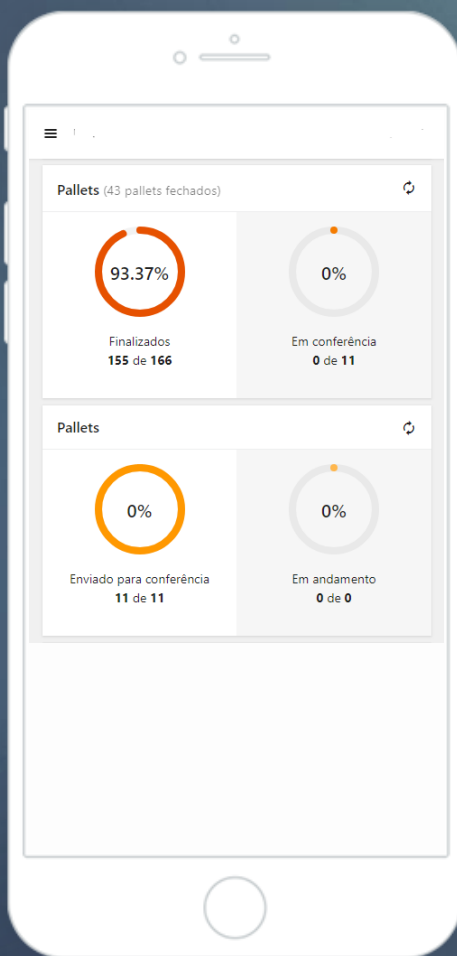 Pallets (43 pallets fechados)
93.37%
Finalizados
155 de 166
0%
Em conferência
0 de 11
Pallets
0%
Enviado para conferência
11 de 11
0%
Em andamento
0 de 0